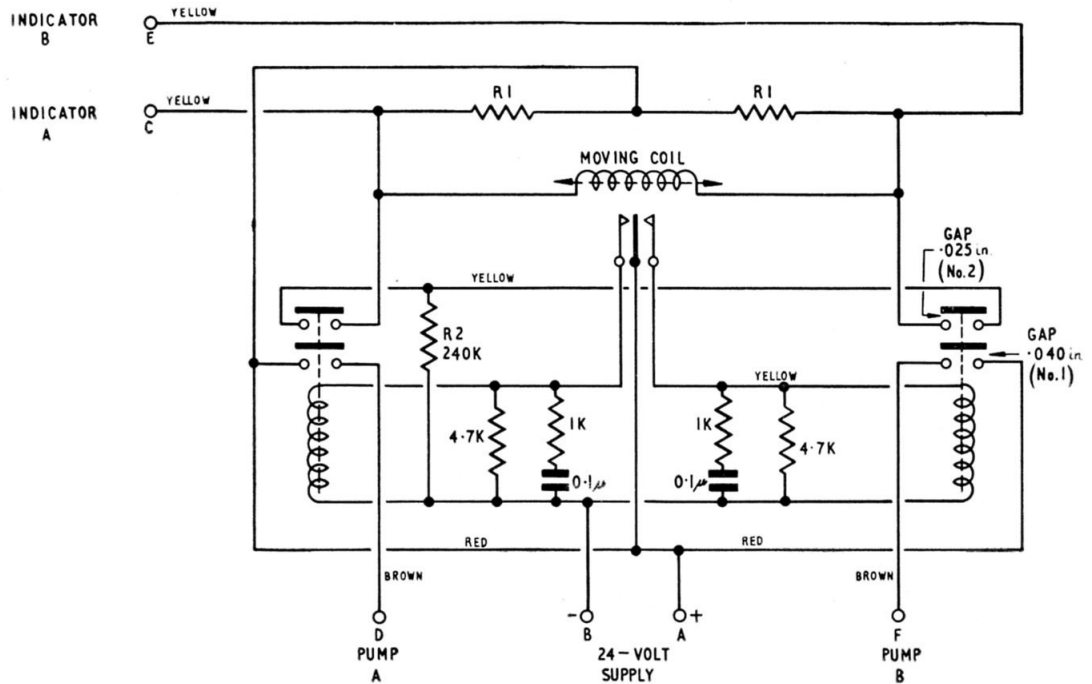 INDICATOR
B
E
YELLOW
INDICATOR
A
C
YELLOW
R1
R1
MOVING COIL
YELLOW
GAP
·025 in.
(No.2)
GAP
·040 in
(No.1)
R2
240K
4·7K
1K
0·1μ
YELLOW
1K
0·1μ
4·7K
RED
RED
BROWN
BROWN
D
PUMP
A
- B
A +
24-VOLT
SUPPLY
F
PUMP
B